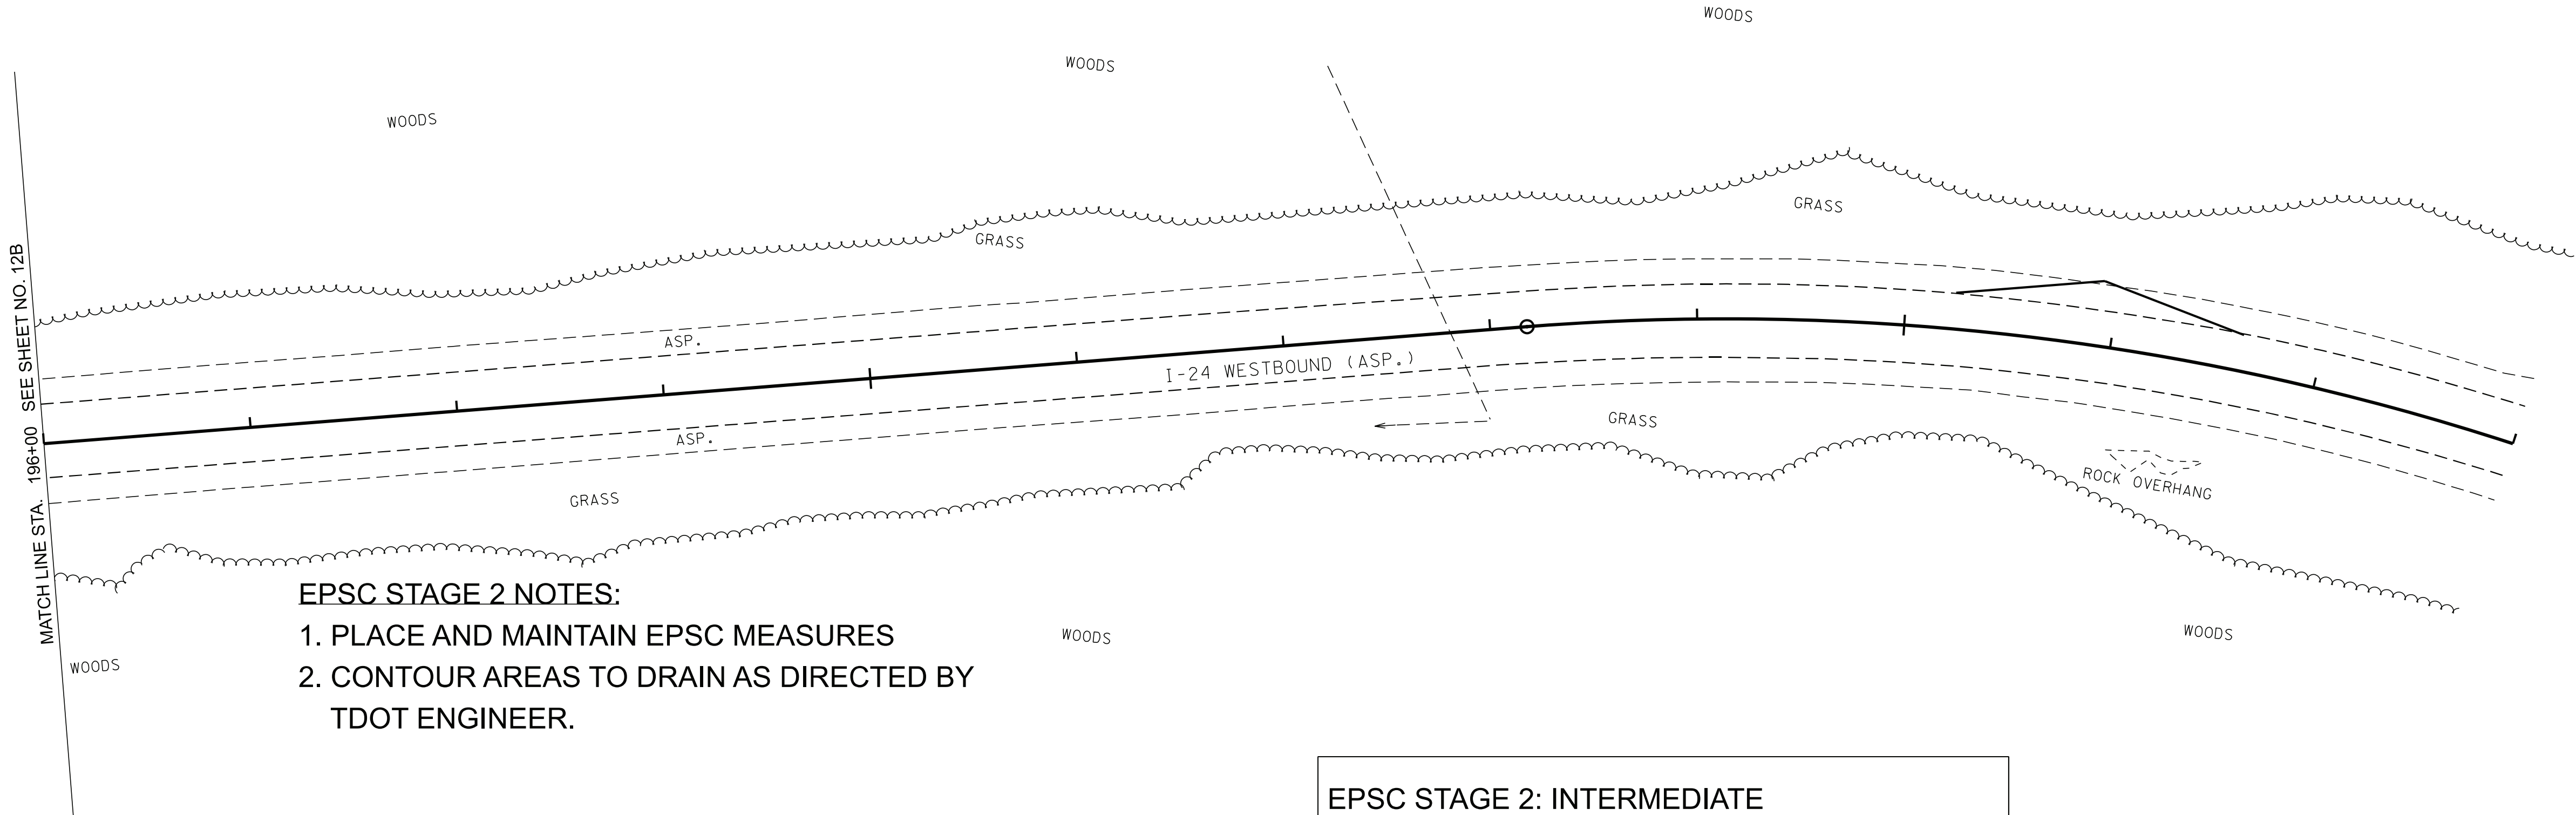 WOODS
WOODS
WOODS
GRASS
GRASS
MATCH LINE STA. 196+00 SEE SHEET NO. 12B
ASP.
I-24 WESTBOUND (ASP.)
ASP.
GRASS
GRASS
ROCK OVERHANG
EPSC STAGE 2 NOTES:
1. PLACE AND MAINTAIN EPSC MEASURES
2. CONTOUR AREAS TO DRAIN AS DIRECTED BY
TDOT ENGINEER.
WOODS
WOODS
WOODS
EPSC STAGE 2: INTERMEDIATE